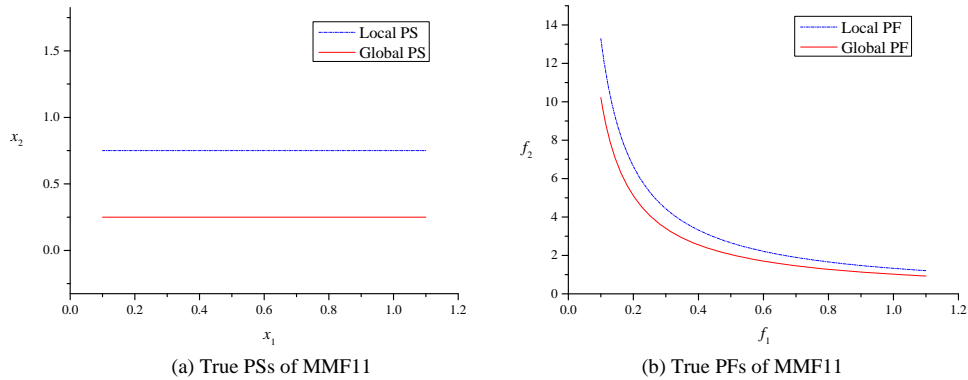 Local PS
Global PS
1.5
1.0
0.5
0.0
x2
0.0 0.2 0.4 0.6 0.8 1.0 1.2
x1
(a) True PSs of MMF11
Local PF
Global PF
14
12
10
8
6
4
2
0
f2
0.0 0.2 0.4 0.6 0.8 1.0 1.2
f1
(b) True PFs of MMF11